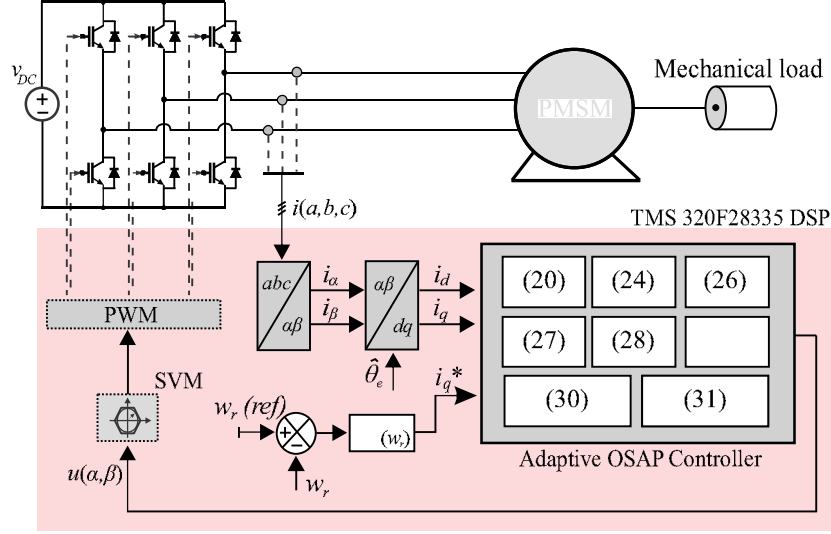 v_DC
PMSM
Mechanical load
i(a,b,c)
TMS 320F28335 DSP
abc
αβ
i_α
i_β
αβ
dq
i_d
i_q
θ̂_e
(20)
(24)
(26)
(27)
(28)
(30)
(31)
Adaptive OSAP Controller
PWM
SVM
u(α,β)
w_r (ref)
w_r
(w_r)
i_q*